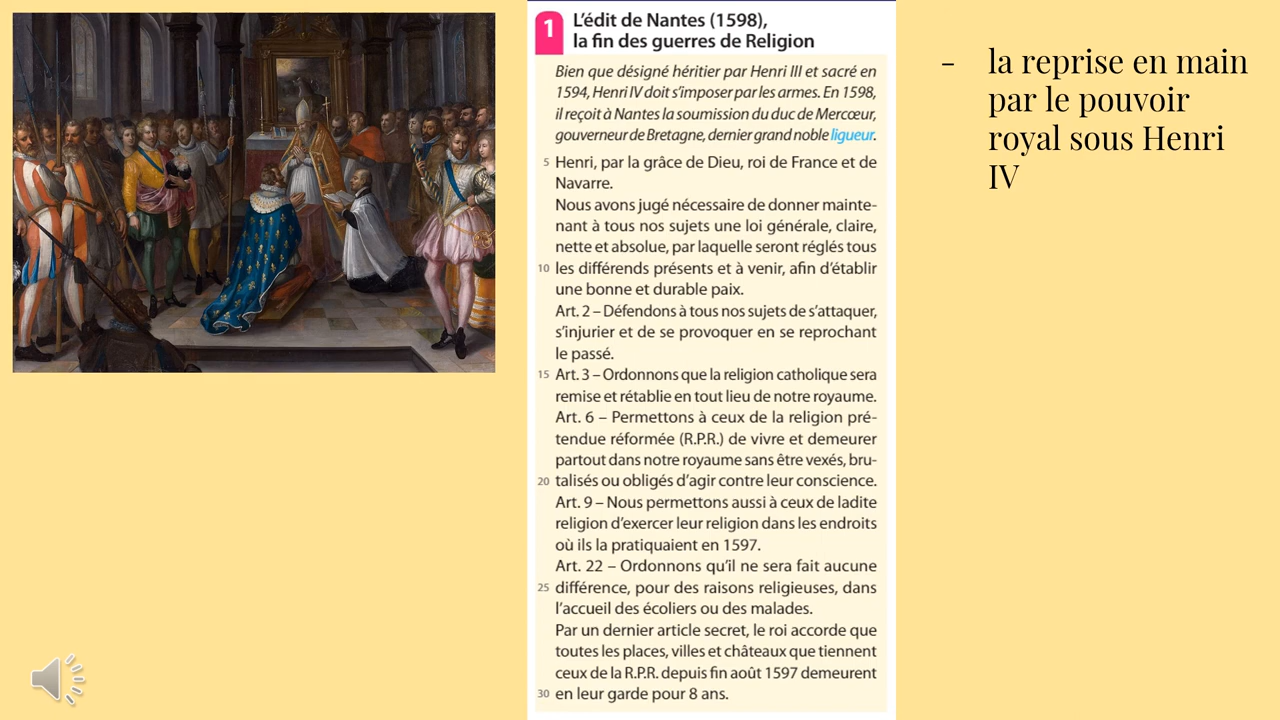 1
L'édit de Nantes (1598),
la fin des guerres de Religion
Bien que désigné héritier par Henri III et sacré en
1594, Henri IV doit s'imposer par les armes. En 1598,
il reçoit à Nantes la soumission du duc de Mercœur,
gouverneur de Bretagne, dernier grand noble ligueur.
5 Henri, par la grâce de Dieu, roi de France et de
Navarre.
Nous avons jugé nécessaire de donner mainte-
nant à tous nos sujets une loi générale, claire,
nette et absolue, par laquelle seront réglés tous
10 les différends présents et à venir, afin d'établir
une bonne et durable paix.
Art. 2 – Défendons à tous nos sujets de s'attaquer,
s'injurier et de se provoquer en se reprochant
le passé.
15 Art. 3 – Ordonnons que la religion catholique sera
remise et rétablie en tout lieu de notre royaume.
Art. 6 – Permettons à ceux de la religion pré-
tendue réformée (R.P.R.) de vivre et demeurer
partout dans notre royaume sans être vexés, bru-
20 talisés ou obligés d'agir contre leur conscience.
Art. 9 – Nous permettons aussi à ceux de ladite
religion d'exercer leur religion dans les endroits
où ils la pratiquaient en 1597.
Art. 22 – Ordonnons qu'il ne sera fait aucune
25 différence, pour des raisons religieuses, dans
l'accueil des écoliers ou des malades.
Par un dernier article secret, le roi accorde que
toutes les places, villes et châteaux que tiennent
ceux de la R.P.R. depuis fin août 1597 demeurent
30 en leur garde pour 8 ans.
- la reprise en main
par le pouvoir
royal sous Henri
IV